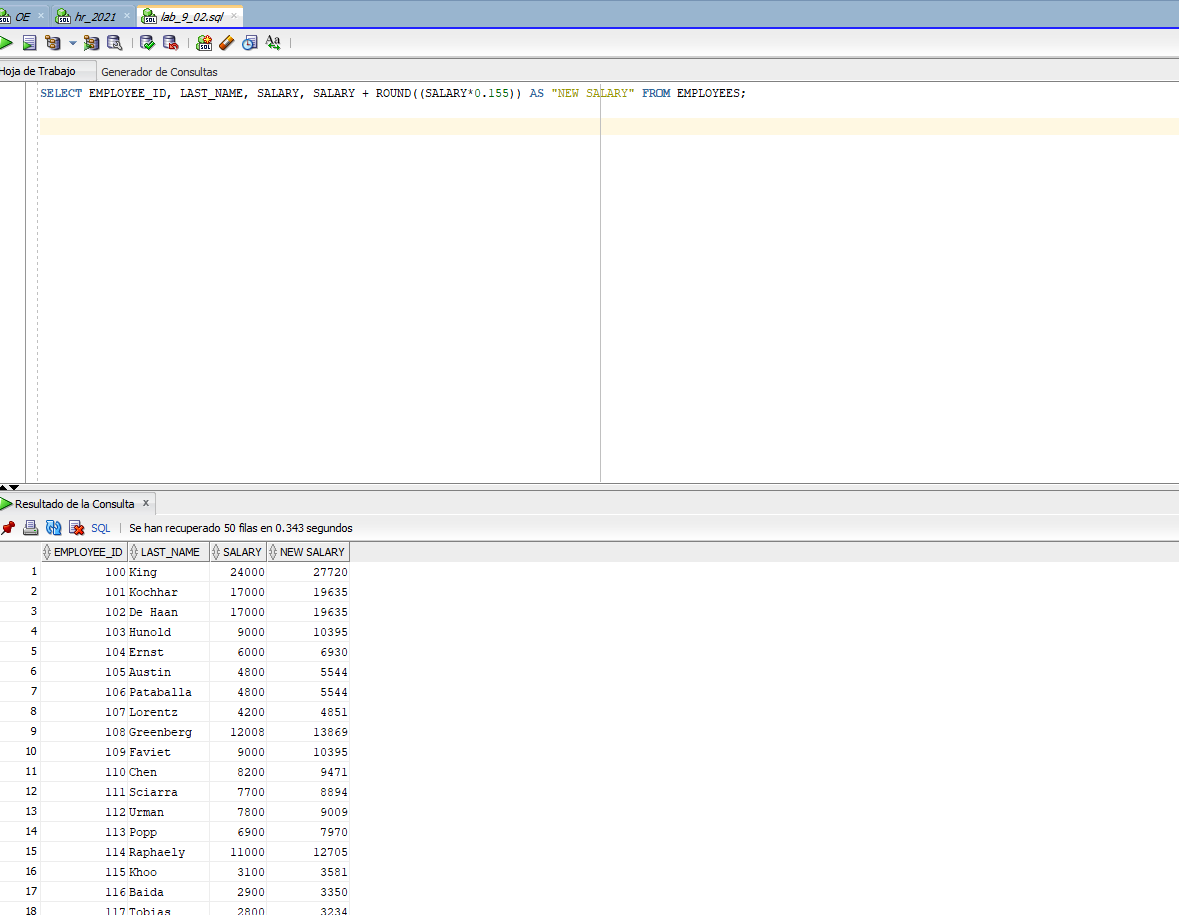 OE hr_2021 lab_9_02.sql
Hoja de Trabajo Generador de Consultas
SELECT EMPLOYEE_ID, LAST_NAME, SALARY, SALARY + ROUND((SALARY*0.155)) AS "NEW SALARY" FROM EMPLOYEES;
Resultado de la Consulta x
SQL | Se han recuperado 50 filas en 0.343 segundos
EMPLOYEE_ID LAST_NAME SALARY NEW SALARY
1 100 King 24000 27720
2 101 Kochhar 17000 19635
3 102 De Haan 17000 19635
4 103 Hunold 9000 10395
5 104 Ernst 6000 6930
6 105 Austin 4800 5544
7 106 Pataballa 4800 5544
8 107 Lorentz 4200 4851
9 108 Greenberg 12008 13869
10 109 Faviet 9000 10395
11 110 Chen 8200 9471
12 111 Sciarra 7700 8894
13 112 Urman 7800 9009
14 113 Popp 6900 7970
15 114 Raphaely 11000 12705
16 115 Khoo 3100 3581
17 116 Baida 2900 3350
18 117 Tobias 2800 3234